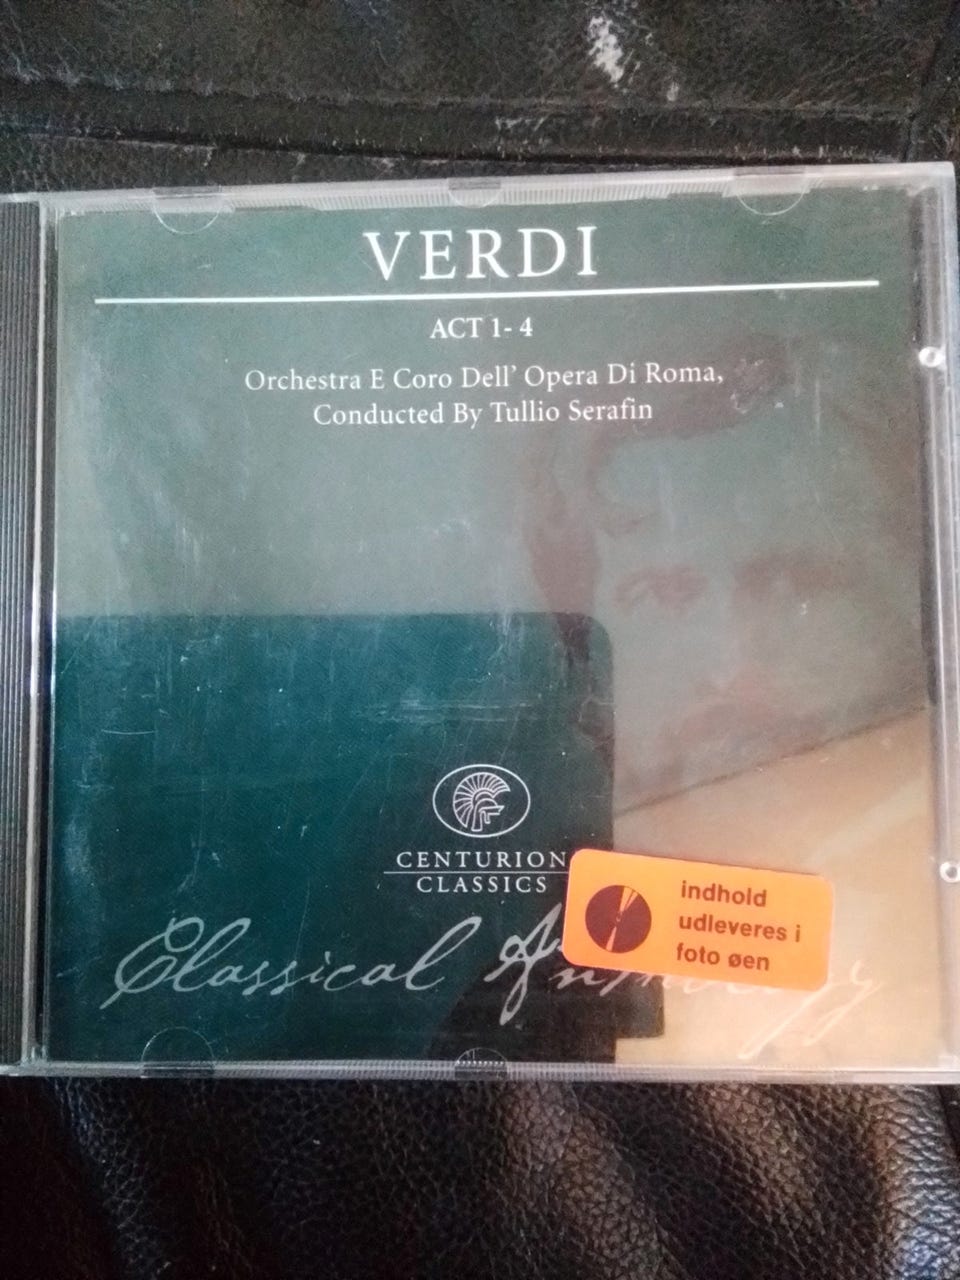 VERDI
ACT 1- 4
Orchestra E Coro Dell' Opera Di Roma,
Conducted By Tullio Serafin
CENTURION
CLASSICS
Classical
indhold
udleveres i
foto øen